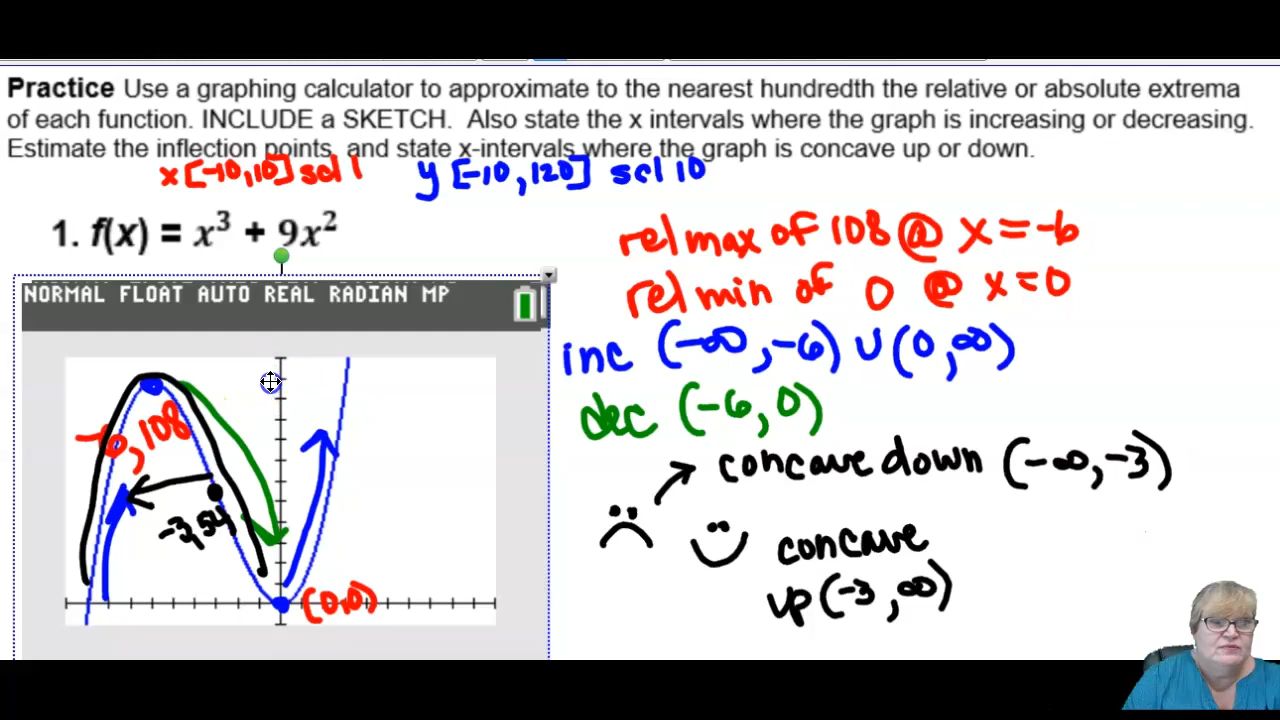 Practice Use a graphing calculator to approximate to the nearest hundredth the relative or absolute extrema
of each function. INCLUDE a SKETCH. Also state the x intervals where the graph is increasing or decreasing.
Estimate the inflection points, and state x-intervals where the graph is concave up or down.
x [-10,10] scl 1 y [-10, 120] scl 10
1. f(x) = x³ + 9x²
rel max of 108 @ x = -6
rel min of 0 @ x = 0
NORMAL FLOAT AUTO REAL RADIAN MP
inc (-∞, -6) ∪ (0, ∞)
dec (-6, 0)
-6, 108
concave down (-∞, -3)
-3, 54
concave
up (-3, ∞)
(0,0)